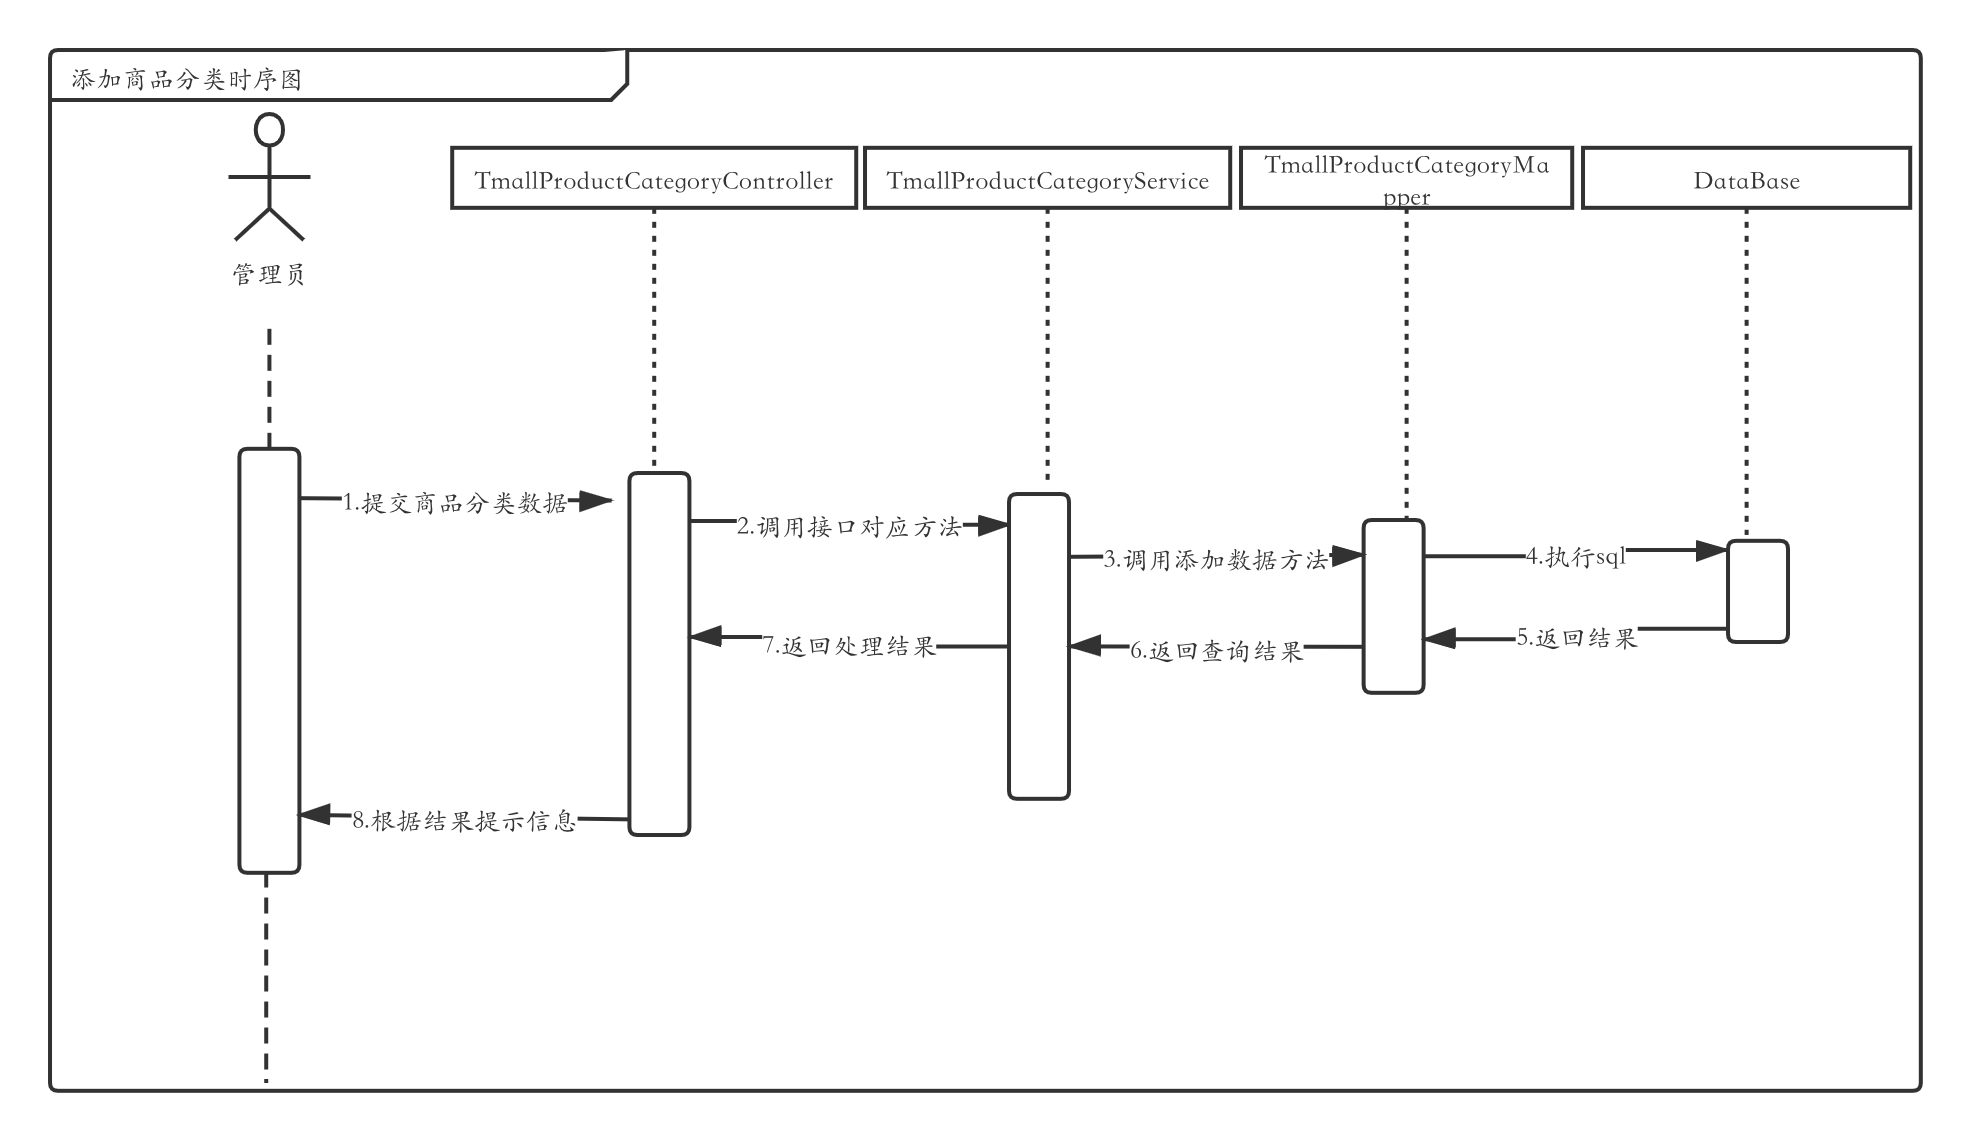 添加商品分类时序图
管理员
TmallProductCategoryController
TmallProductCategoryService
TmallProductCategoryMa
pper
DataBase
1.提交商品分类数据
2.调用接口对应方法
3.调用添加数据方法
4.执行sql
5.返回结果
6.返回查询结果
7.返回处理结果
8.根据结果提示信息